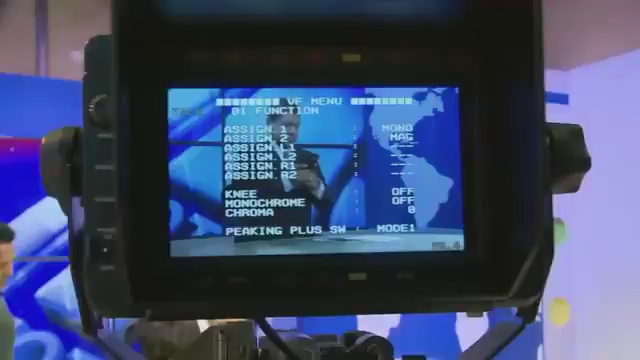 VF MENU
01 FUNCTION
ASSIGN.1 : MONO
ASSIGN.2 : MAG
ASSIGN.L1 : ---
ASSIGN.L2 : ---
ASSIGN.R1 : ---
ASSIGN.R2 : ---
KNEE : OFF
MONOCHROME : OFF
CHROMA : 0
PEAKING PLUS SW : MODE1